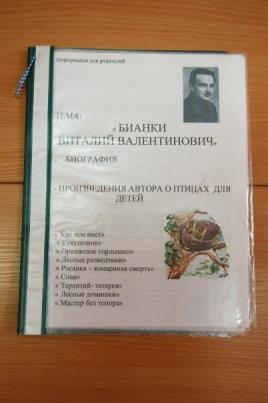 Информация для родителей
ТЕМА:
« БИАНКИ
ВИТАЛИЙ ВАЛЕНТИНОВИЧ»
- БИОГРАФИЯ
- ПРОИЗВЕДЕНИЯ АВТОРА О ПТИЦАХ ДЛЯ
ДЕТЕЙ
« Кто чем поет»
« Кукушонок»
« Оранжевое горлышко»
« Лесные разведчики»
« Росянка – комариная смерть»
« Сова»
« Терентий- тетерев»
« Лесные домишки»
« Мастер без топора»